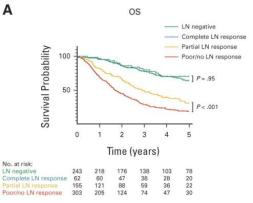 A
OS
LN negative
Complete LN response
Partial LN response
Poor/no LN response
Survival Probability
100
50
P = .95
P < .001
0 1 2 3 4 5
Time (years)
No. at risk:
LN negative 243 218 176 138 103 78
Complete LN response 62 60 47 38 28 20
Partial LN response 155 121 88 59 36 22
Poor/no LN response 303 205 124 74 47 30